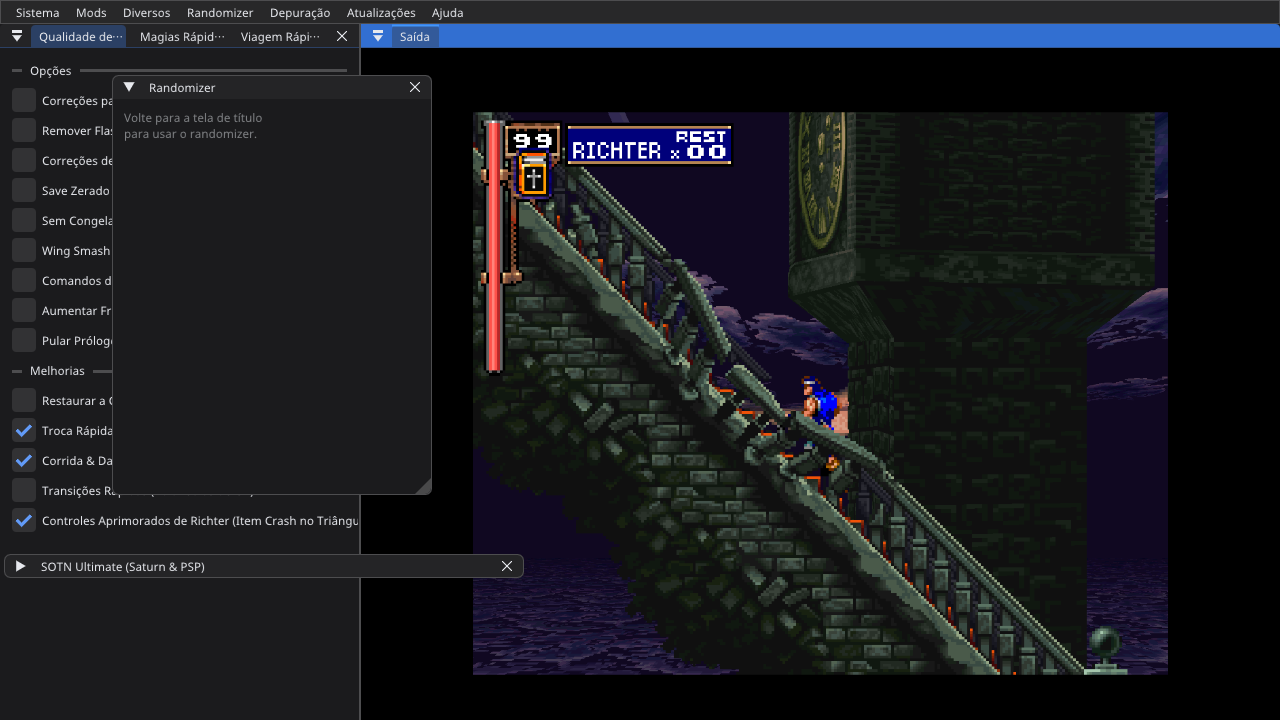 Sistema Mods Diversos Randomizer Depuração Atualizações Ajuda
Qualidade de··· Magias Rápid··· Viagem Rápi···
Saída
Opções
Randomizer
Volte para a tela de título
para usar o randomizer.
Correções pa
Remover Flas
Correções de
Save Zerado
Sem Congela
Wing Smash
Comandos d
Aumentar Fr
Pular Prólogo
Melhorias
Restaurar a
Troca Rápida
Corrida & Da
Transições
Controles Aprimorados de Richter (Item Crash no Triângu
SOTN Ultimate (Saturn & PSP)
99
REST
RICHTER x 00